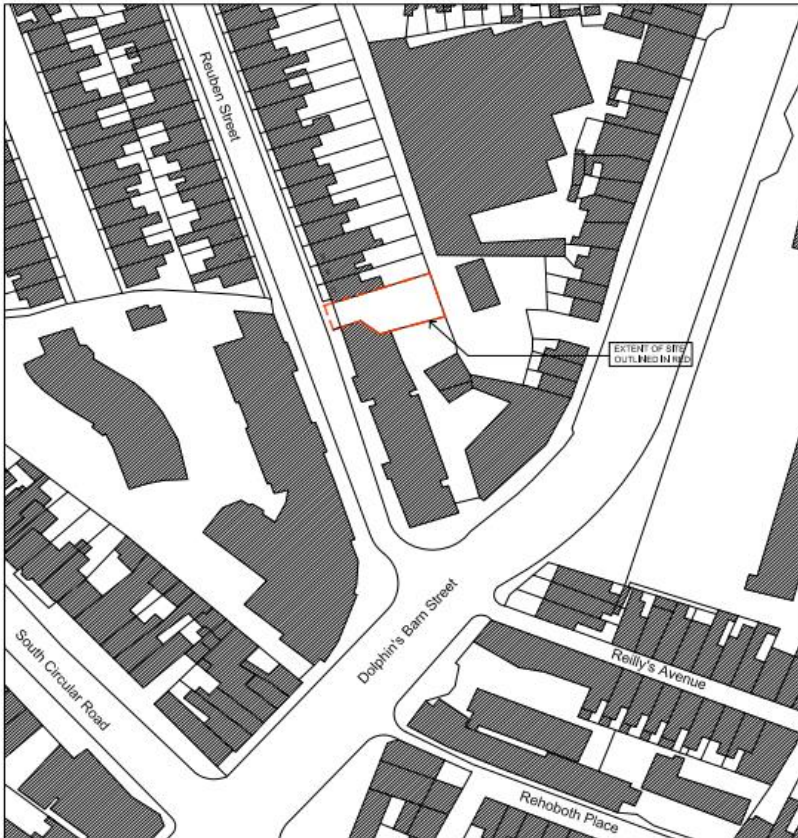 Reuben Street
EXTENT OF SITE
OUTLINED IN RED
Dolphin's Barn Street
South Circular Road
Reilly's Avenue
Rehoboth Place